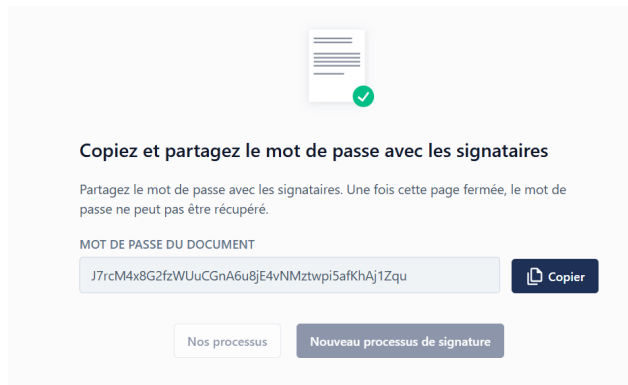 Copiez et partagez le mot de passe avec les signataires
Partagez le mot de passe avec les signataires. Une fois cette page fermée, le mot de
passe ne peut pas être récupéré.
MOT DE PASSE DU DOCUMENT
J7rcM4x8G2fzWUuCGnA6u8jE4vNMztwpi5afKhAj1Zqu
Copier
Nos processus
Nouveau processus de signature